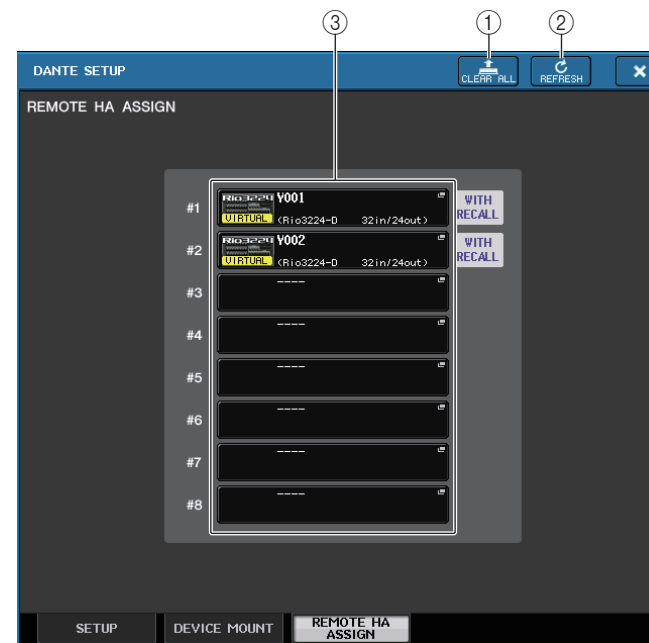 ③ ① ②
DANTE SETUP
CLEAR ALL
REFRESH
REMOTE HA ASSIGN
#1
Rio3224
VIRTUAL
Y001
(Rio3224-D 32in/24out)
WITH
RECALL
#2
Rio3224
VIRTUAL
Y002
(Rio3224-D 32in/24out)
WITH
RECALL
#3 ----
#4 ----
#5 ----
#6 ----
#7 ----
#8 ----
SETUP
DEVICE MOUNT
REMOTE HA
ASSIGN